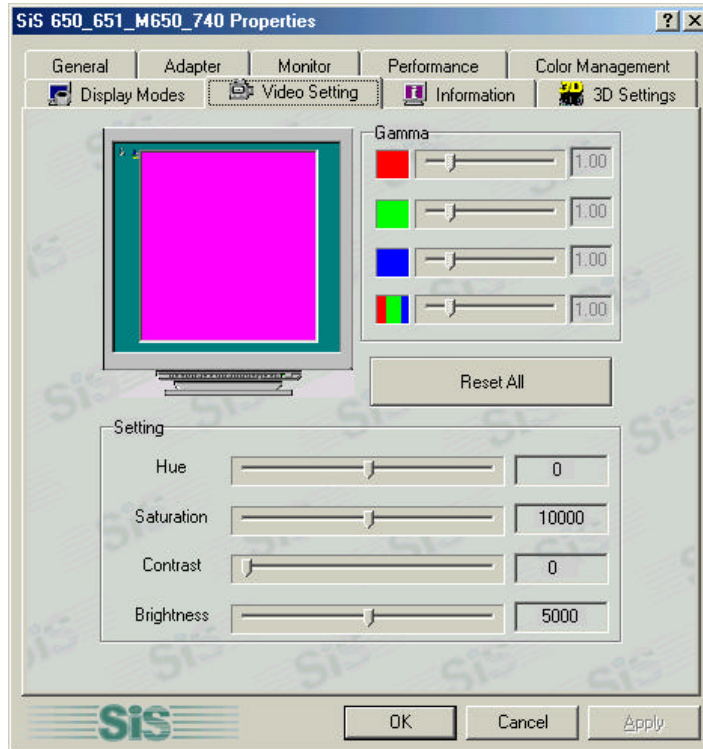 SiS 650_651_M650_740 Properties
General Adapter Monitor Performance Color Management
Display Modes Video Setting Information 3D Settings
Gamma
1.00
1.00
1.00
1.00
Reset All
Setting
Hue 0
Saturation 10000
Contrast 0
Brightness 5000
SiS
OK Cancel Apply